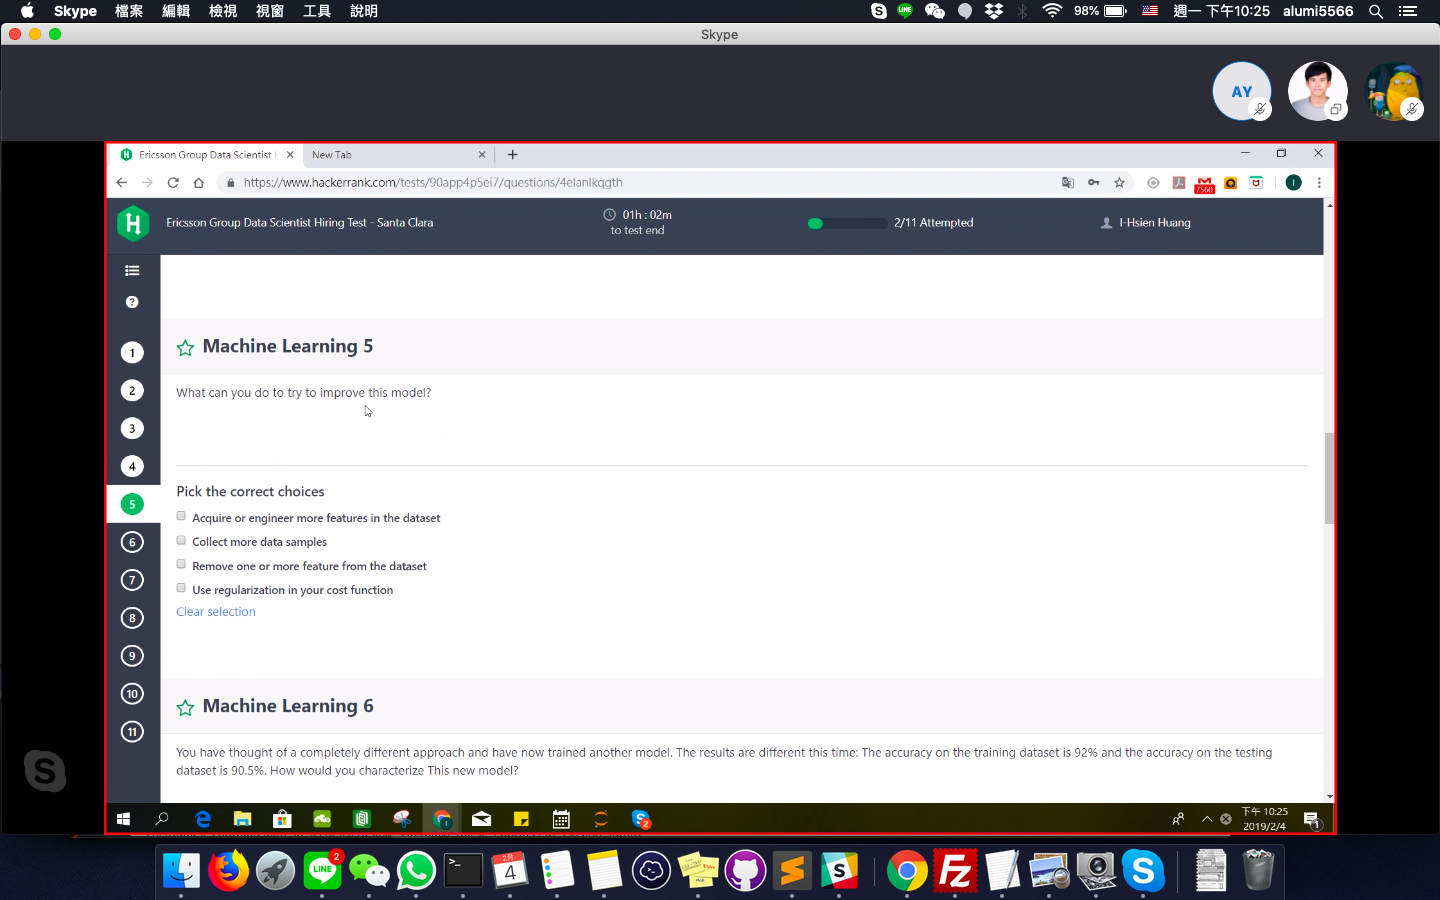 Skype 檔案 編輯 檢視 視窗 工具 說明 98% 週一 下午10:25 alumi5566
Skype
AY
Ericsson Group Data Scientist H New Tab
https://www.hackerrank.com/tests/90app4p5ei7/questions/4elanlkqgth
7560
Ericsson Group Data Scientist Hiring Test - Santa Clara
01h : 02m
to test end
2/11 Attempted
I-Hsien Huang
Machine Learning 5
What can you do to try to improve this model?
Pick the correct choices
Acquire or engineer more features in the dataset
Collect more data samples
Remove one or more feature from the dataset
Use regularization in your cost function
Clear selection
Machine Learning 6
You have thought of a completely different approach and have now trained another model. The results are different this time: The accuracy on the training dataset is 92% and the accuracy on the testing
dataset is 90.5%. How would you characterize This new model?
1
2
3
4
5
6
7
8
9
10
11
下午 10:25
2019/2/4
1
2
LINE
2
2月
4